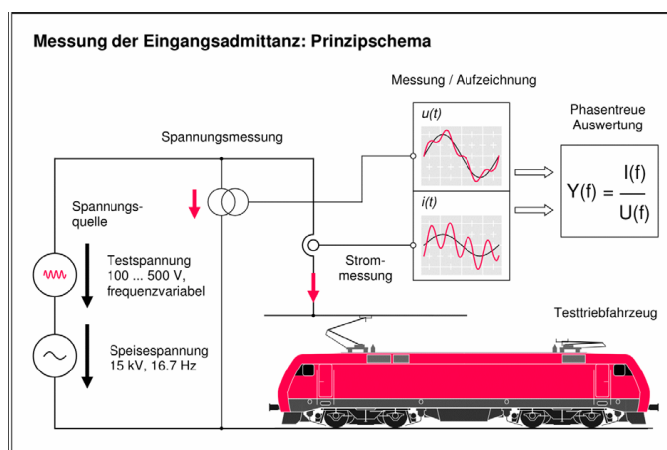 Messung der Eingangsadmittanz: Prinzipschema
Messung / Aufzeichnung
Spannungsmessung
u(t)
Phasentreue
Auswertung
Y(f) = I(f) / U(f)
i(t)
Spannungs-
quelle
Testspannung
100 ... 500 V,
frequenzvariabel
Strom-
messung
Speisespannung
15 kV, 16.7 Hz
Testtriebfahrzeug